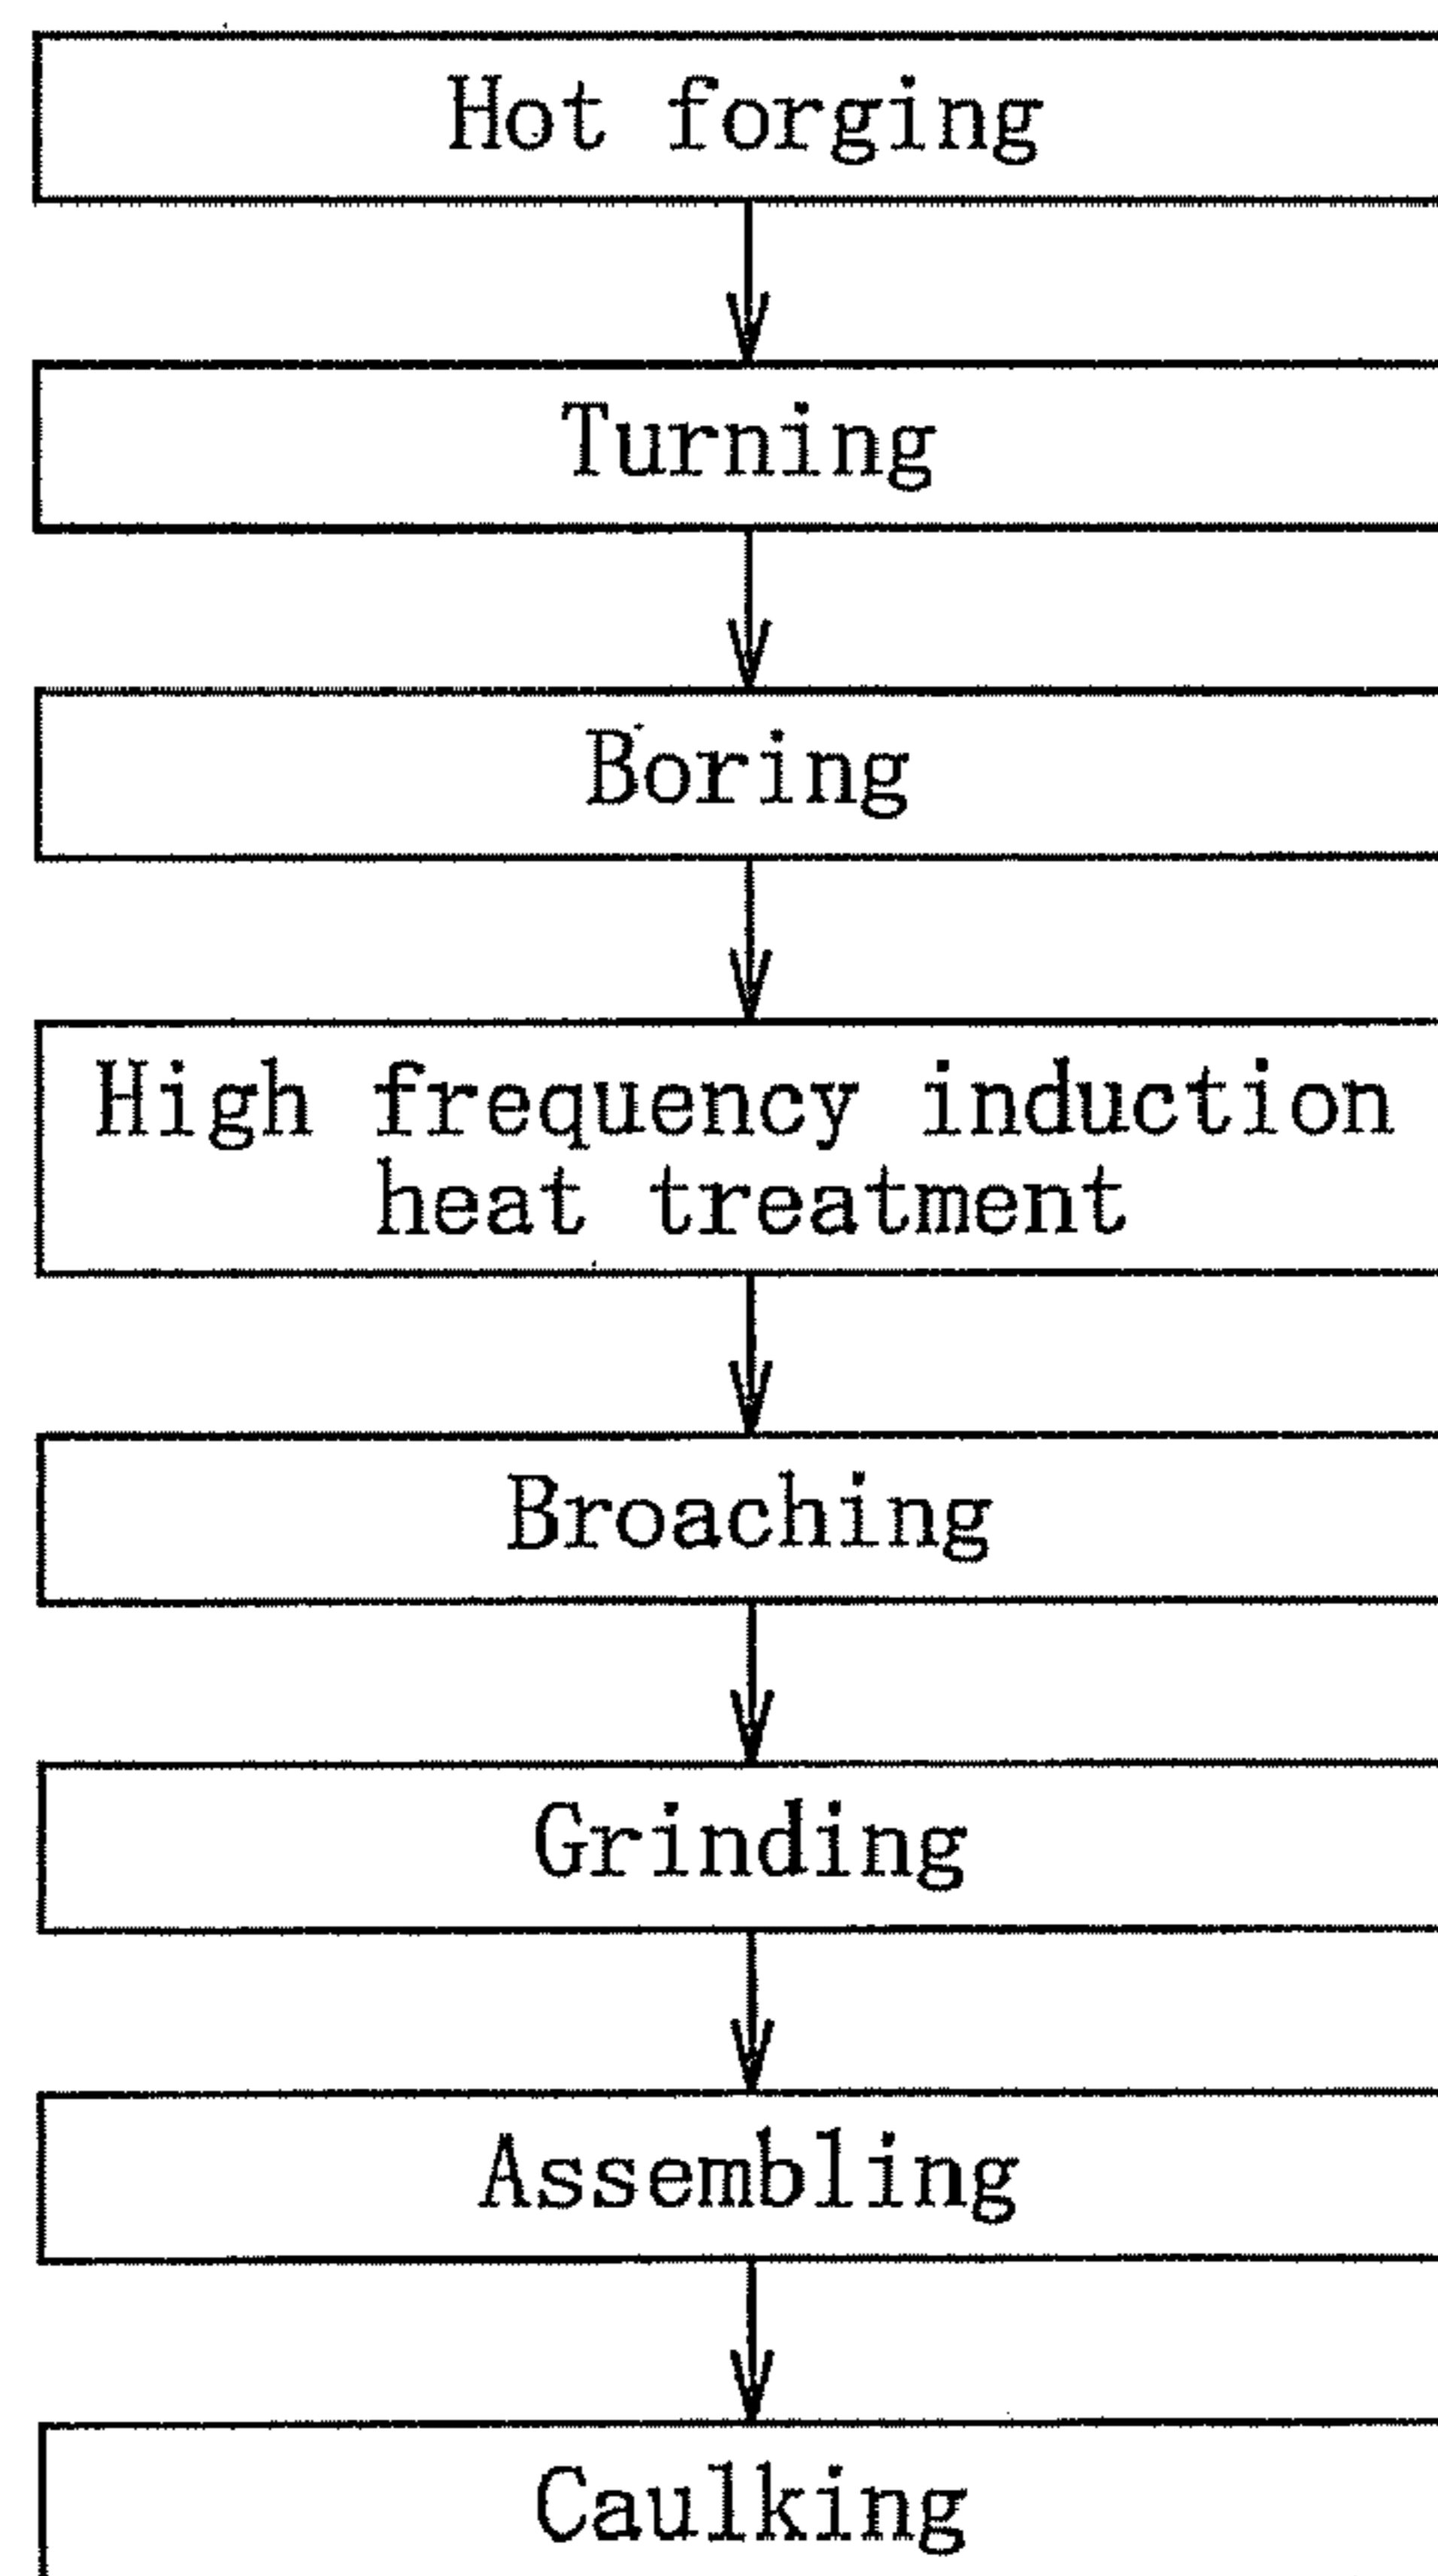 Hot forging
Turning
Boring
High frequency induction
heat treatment
Broaching
Grinding
Assembling
Caulking